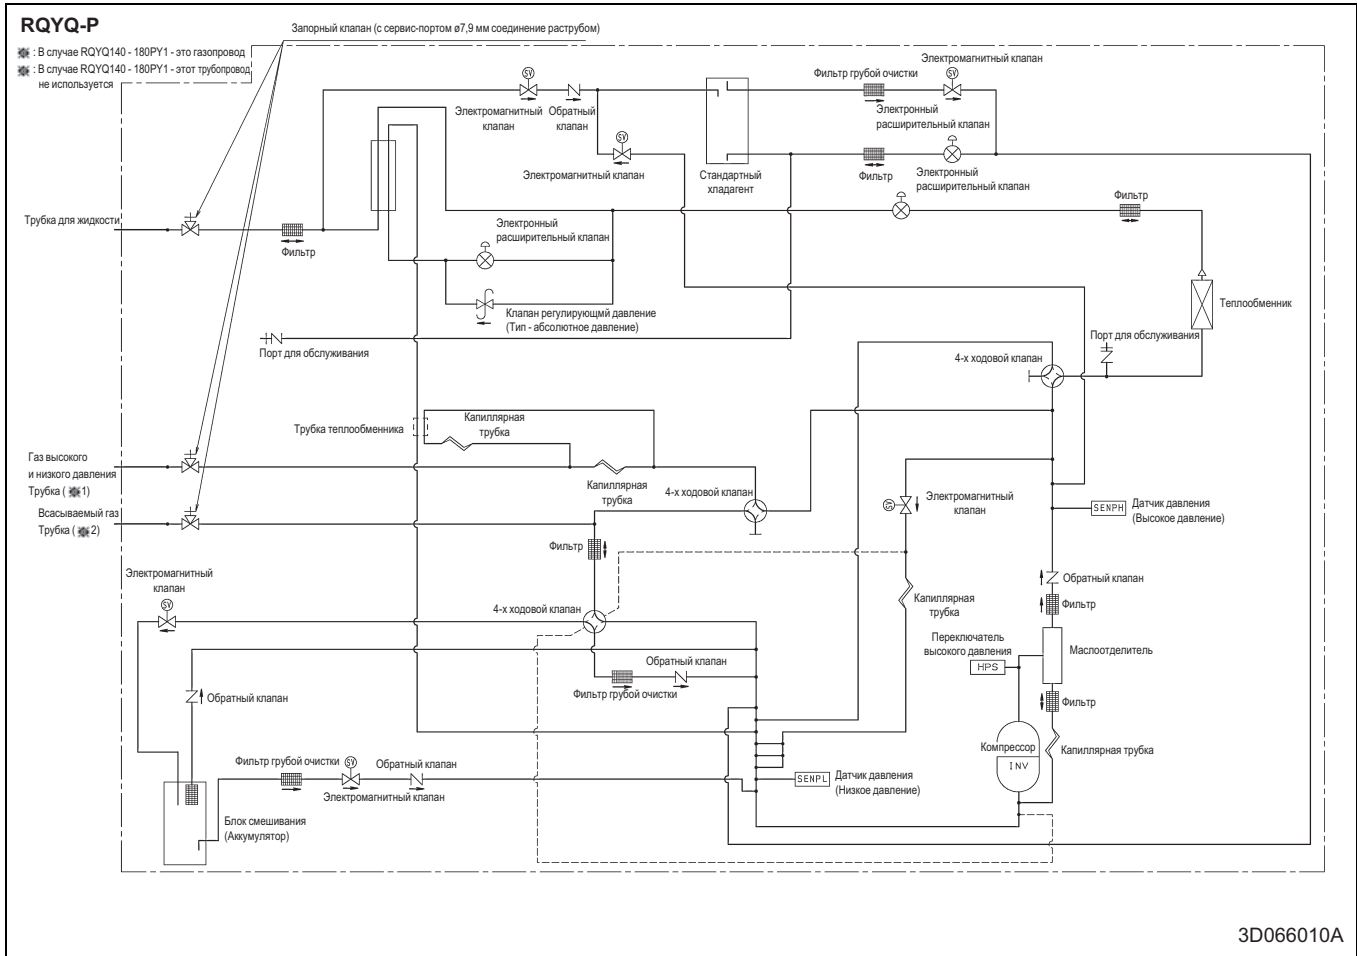 RQYQ-P
Запорный клапан (с сервис-портом ø7,9 мм соединение раструбом)
: В случае RQYQ140 - 180PY1 - это газопровод
: В случае RQYQ140 - 180PY1 - этот трубопровод
не используется
SV
Электромагнитный
клапан
Обратный
клапан
SV
Электромагнитный клапан
Стандартный
хладагент
Фильтр грубой очистки
Электромагнитный клапан
SV
Электронный
расширительный клапан
Фильтр
Электронный
расширительный клапан
Фильтр
Трубка для жидкости
Фильтр
Электронный
расширительный клапан
Клапан регулирующмй давление
(Тип - абсолютное давление)
Порт для обслуживания
Теплообменник
Порт для обслуживания
4-х ходовой клапан
Трубка теплообменника
Капиллярная
трубка
Газ высокого
и низкого давления
Трубка ( 1)
Капиллярная
трубка
4-х ходовой клапан
Всасываемый газ
Трубка ( 2)
SV
Электромагнитный
клапан
SENPH
Датчик давления
(Высокое давление)
Фильтр
Электромагнитный
клапан
SV
4-х ходовой клапан
Капиллярная
трубка
Обратный клапан
Фильтр
Переключатель
высокого давления
HPS
Маслоотделитель
Обратный клапан
Фильтр грубой очистки
Обратный клапан
Фильтр
Компрессор
INV
Капиллярная трубка
Фильтр грубой очистки
SV
Обратный клапан
Электромагнитный клапан
SENPL
Датчик давления
(Низкое давление)
Блок смешивания
(Аккумулятор)
3D066010A